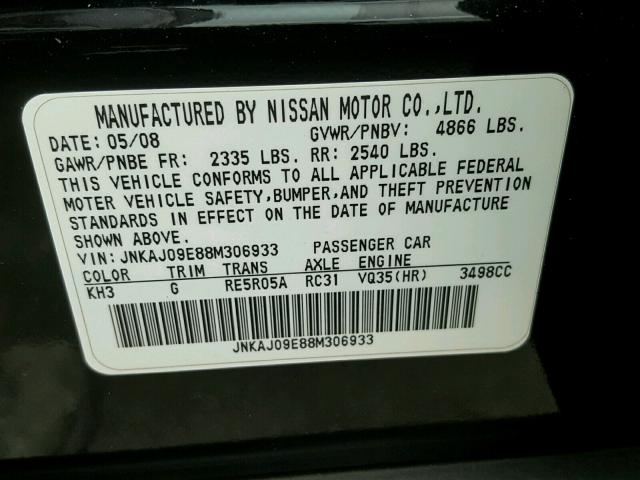 MANUFACTURED BY NISSAN MOTOR CO.,LTD.
DATE: 05/08 GVWR/PNBV: 4866 LBS.
GAWR/PNBE FR: 2335 LBS. RR: 2540 LBS.
THIS VEHICLE CONFORMS TO ALL APPLICABLE FEDERAL
MOTOR VEHICLE SAFETY,BUMPER,AND THEFT PREVENTION
STANDARDS IN EFFECT ON THE DATE OF MANUFACTURE
SHOWN ABOVE.
VIN: JNKAJ09E88M306933 PASSENGER CAR
COLOR TRIM TRANS AXLE ENGINE
KH3 G RE5R05A RC31 VQ35(HR) 3498CC
JNKAJ09E88M306933